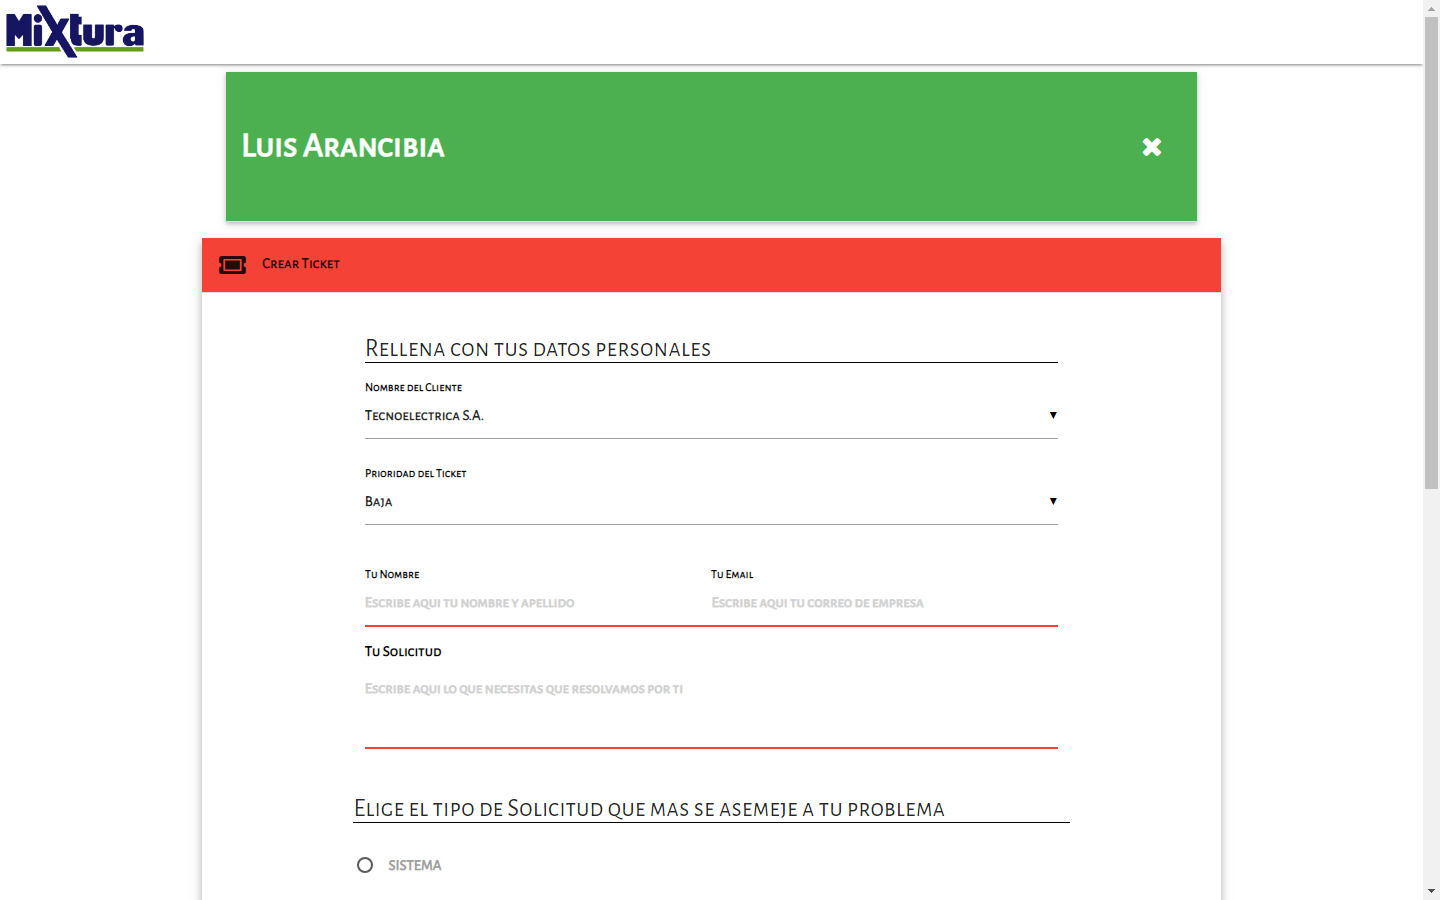 Mixtura
Luis Arancibia
Crear Ticket
Rellena con tus datos personales
Nombre del Cliente
Tecnoelectrica S.A.
Prioridad del Ticket
Baja
Tu Nombre Tu Email
Escribe aqui tu nombre y apellido Escribe aqui tu correo de empresa
Tu Solicitud
Escribe aqui lo que necesitas que resolvamos por ti
Elige el tipo de Solicitud que mas se asemeje a tu problema
SISTEMA